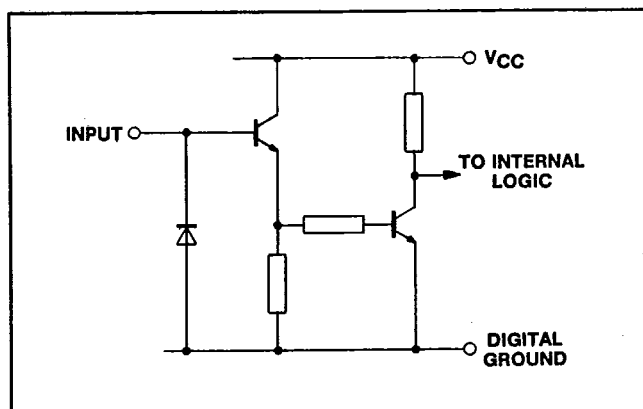 VCC
INPUT
TO INTERNAL
LOGIC
DIGITAL
GROUND